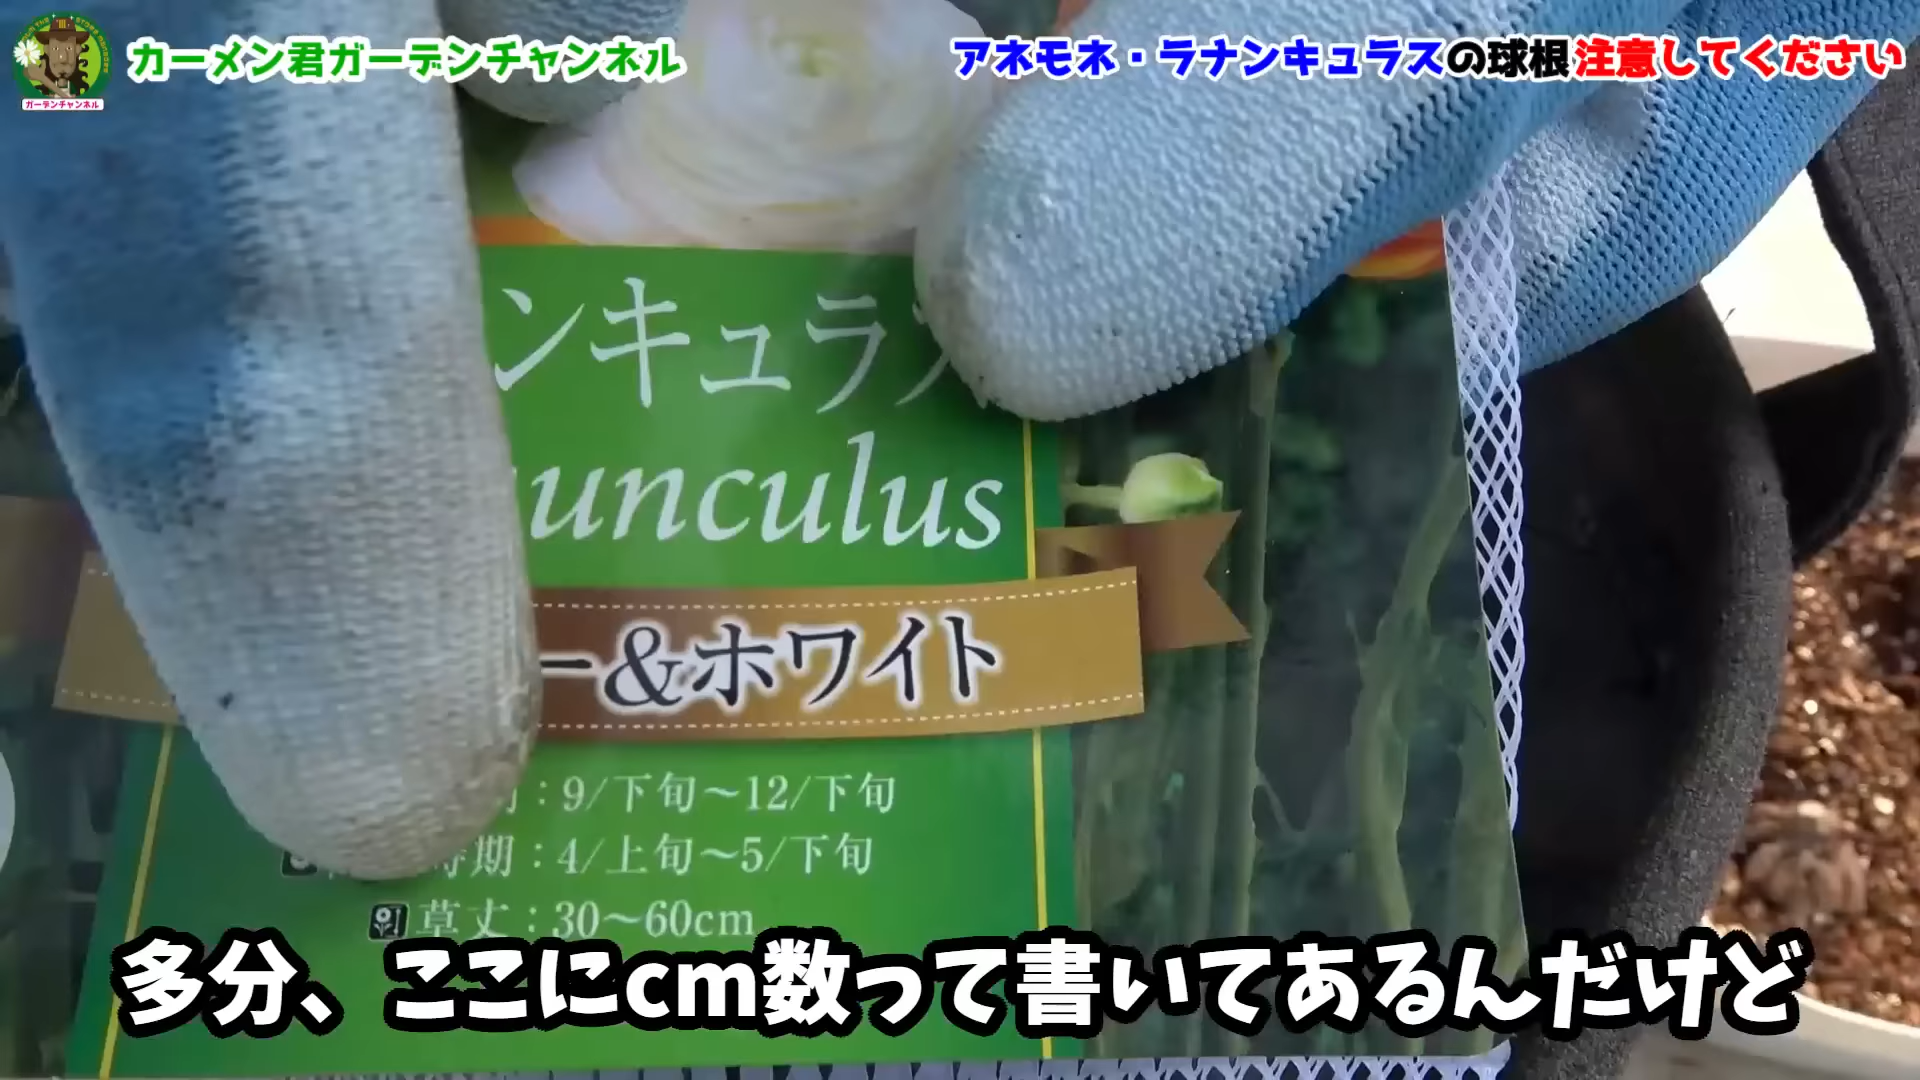 カーメン君ガーデンチャンネル
アネモネ・ラナンキュラスの球根注意してください
ガーデンチャンネル
ンキュラス
unculus
ー&ホワイト
:9/下旬〜12/下旬
時期:4/上旬〜5/下旬
草丈:30〜60cm
多分、ここにcm数って書いてあるんだけど